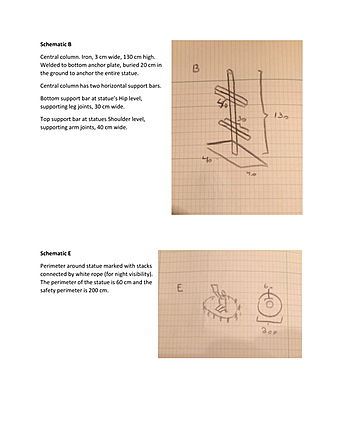 Schematic B
Central column. Iron, 3 cm wide, 130 cm high.
Welded to bottom anchor plate, buried 20 cm in
the ground to anchor the entire statue.
Central column has two horizontal support bars.
Bottom support bar at statue's Hip level,
supporting leg joints, 30 cm wide.
Top support bar at statues Shoulder level,
supporting arm joints, 40 cm wide.
B
40
30
130
40
40
Schematic E
Perimeter around statue marked with stacks
connected by white rope (for night visibility).
The perimeter of the statue is 60 cm and the
safety perimeter is 200 cm.
E
60
200